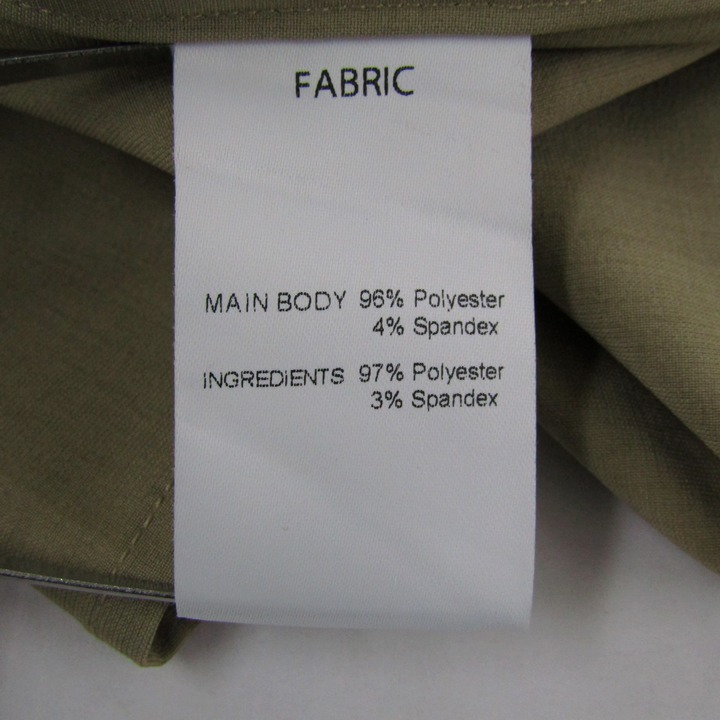 FABRIC
MAIN BODY 96% Polyester
4% Spandex
INGREDiENTS 97% Polyester
3% Spandex